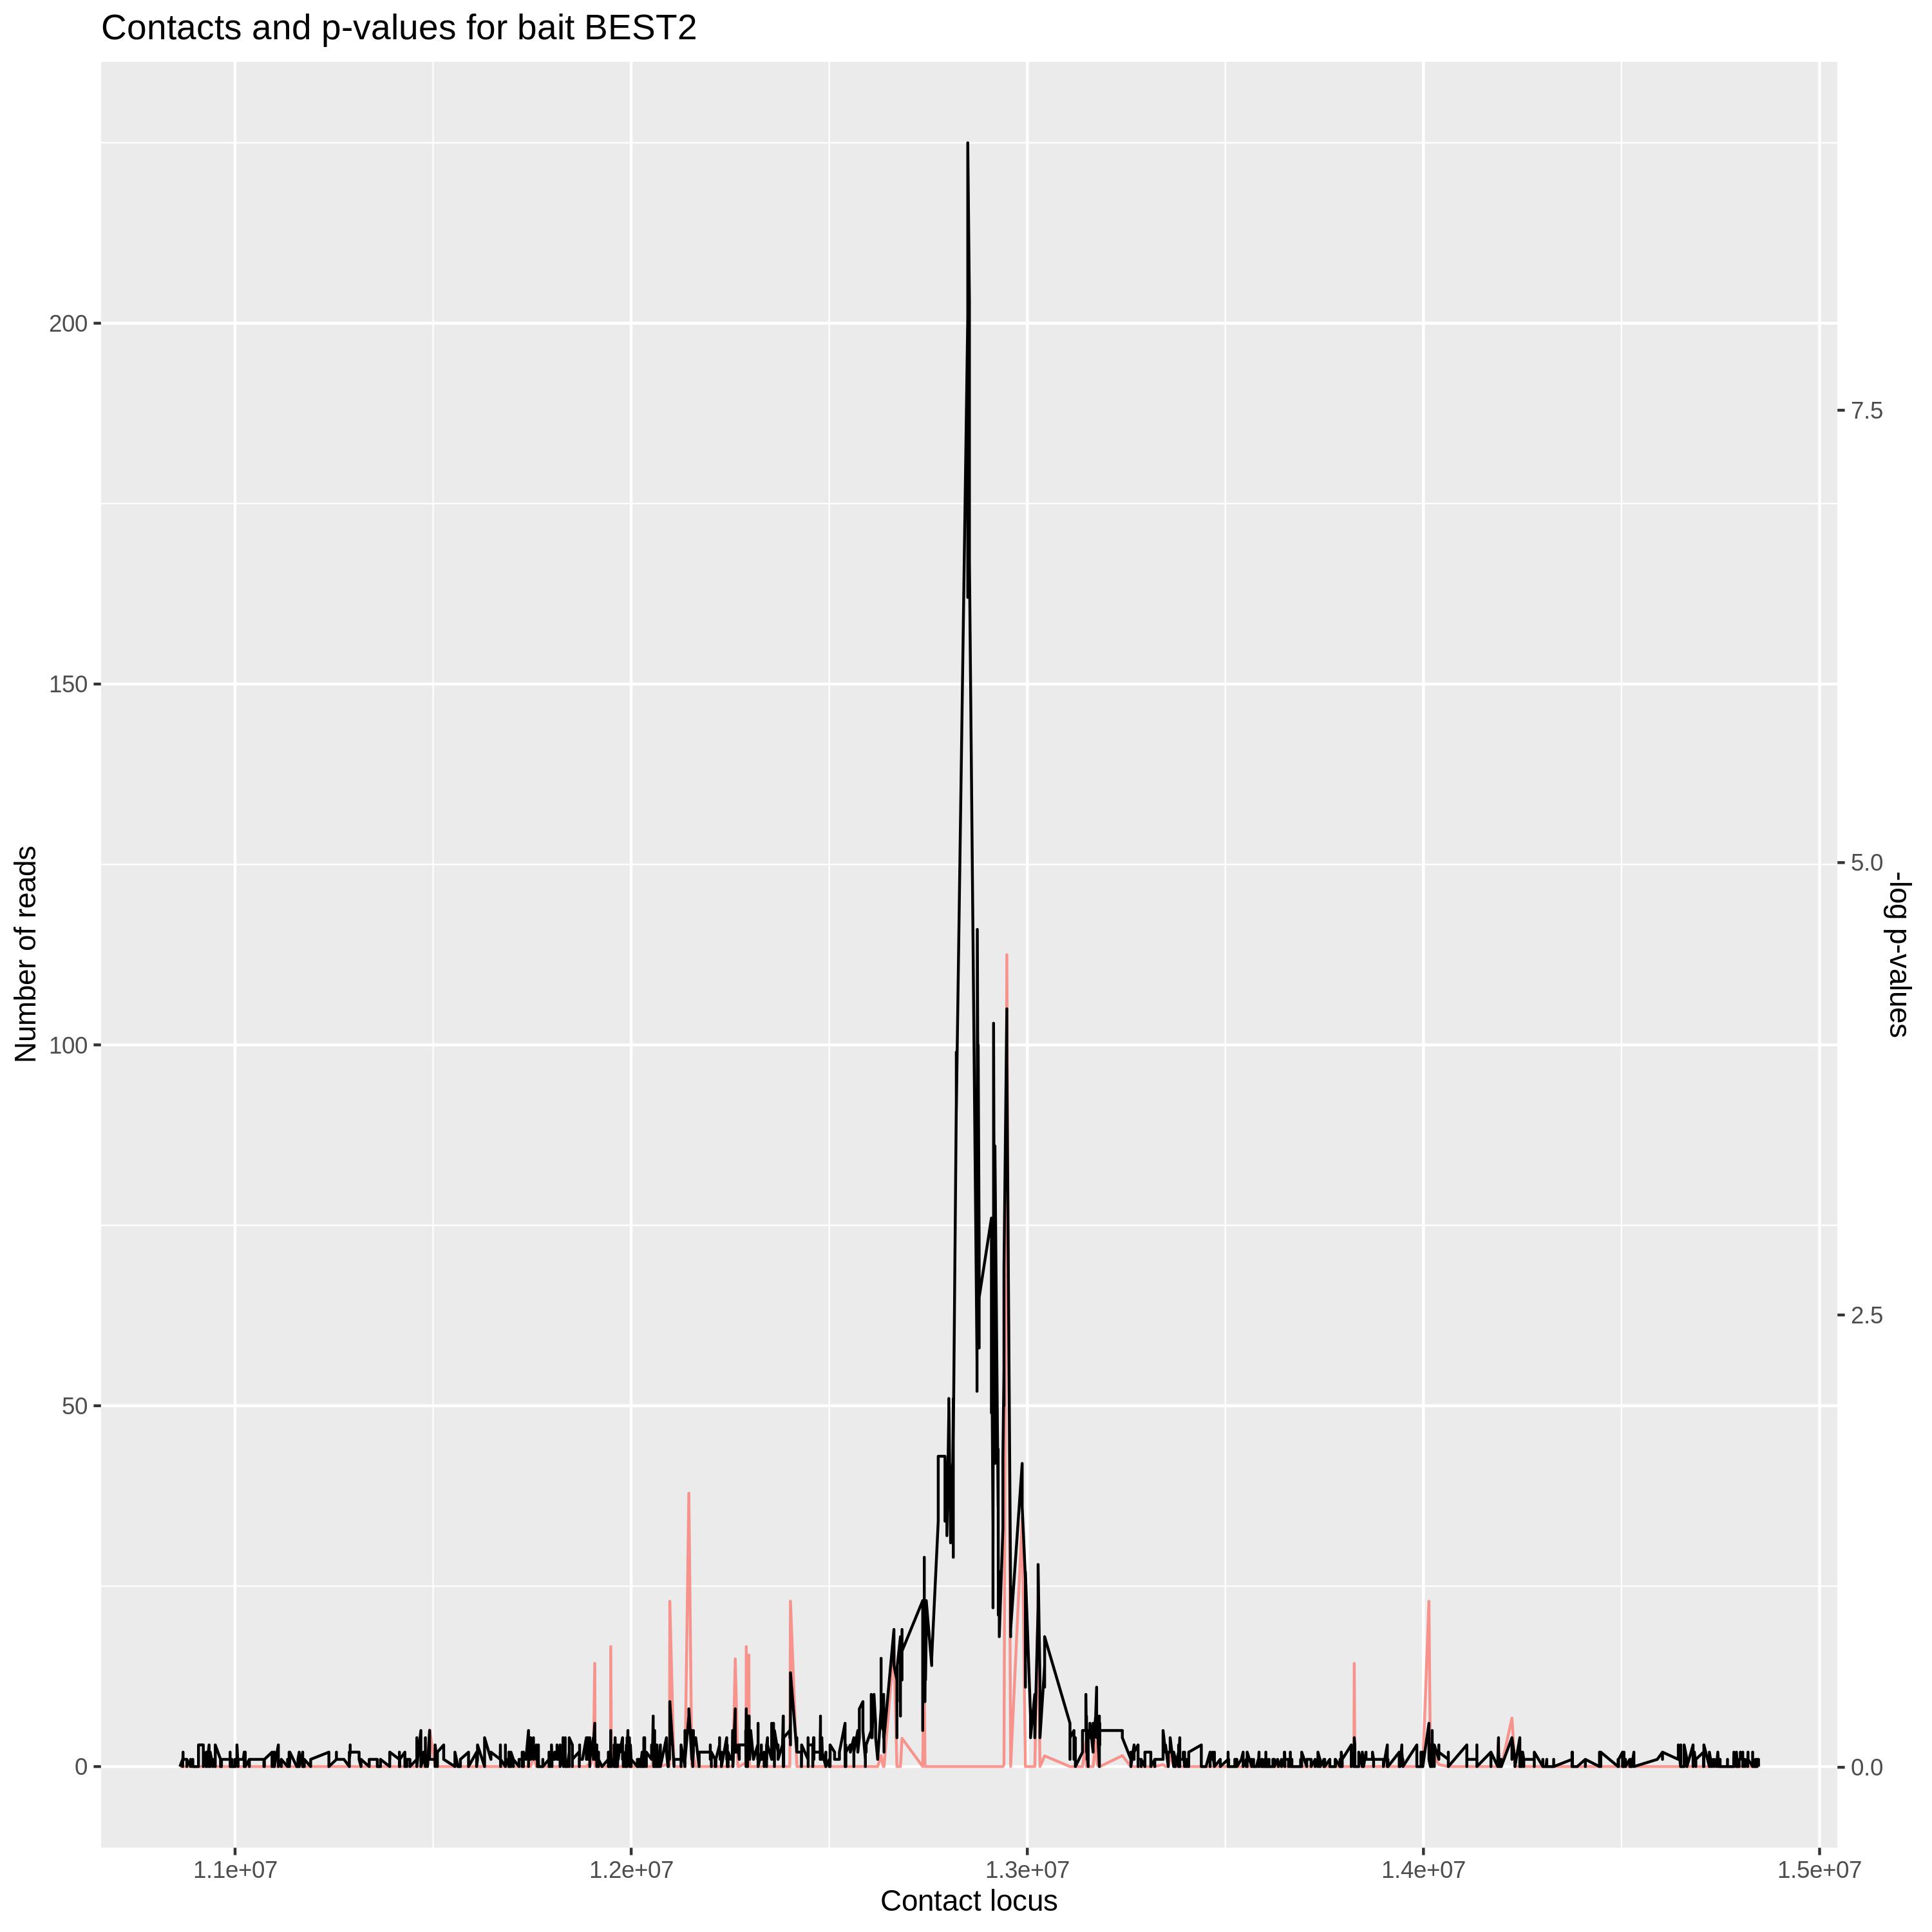 Contacts and p-values for bait BEST2
Number of reads
200
150
100
50
0
7.5
5.0
2.5
0.0
-log p-values
1.1e+07
1.2e+07
1.3e+07
1.4e+07
1.5e+07
Contact locus